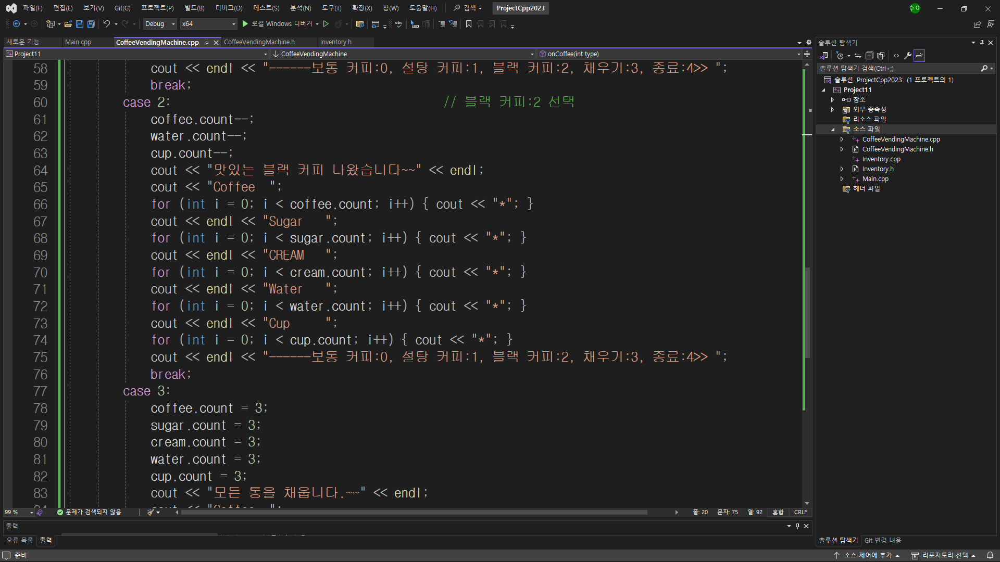 파일(F) 편집(E) 보기(V) Git(G) 프로젝트(P) 빌드(B) 디버그(D) 테스트(S) 분석(N) 도구(T) 확장(X) 창(W) 도움말(H) 검색 ProjectCpp2023 수0
Debug x64 로컬 Windows 디버거
새로운 기능 Main.cpp CoffeeVendingMachine.cpp CoffeeVendingMachine.h Inventory.h
Project11 CoffeeVendingMachine onCoffee(int type)
58 cout << endl << "------보통 커피:0, 설탕 커피:1, 블랙 커피:2, 채우기:3, 종료:4>> ";
59 break;
60 case 2: // 블랙 커피:2 선택
61 coffee.count--;
62 water.count--;
63 cup.count--;
64 cout << "맛있는 블랙 커피 나왔습니다~~" << endl;
65 cout << "Coffee  ";
66 for (int i = 0; i < coffee.count; i++) { cout << "*"; }
67 cout << endl << "Sugar   ";
68 for (int i = 0; i < sugar.count; i++) { cout << "*"; }
69 cout << endl << "CREAM   ";
70 for (int i = 0; i < cream.count; i++) { cout << "*"; }
71 cout << endl << "Water   ";
72 for (int i = 0; i < water.count; i++) { cout << "*"; }
73 cout << endl << "Cup     ";
74 for (int i = 0; i < cup.count; i++) { cout << "*"; }
75 cout << endl << "------보통 커피:0, 설탕 커피:1, 블랙 커피:2, 채우기:3, 종료:4>> ";
76 break;
77 case 3:
78 coffee.count = 3;
79 sugar.count = 3;
80 cream.count = 3;
81 water.count = 3;
82 cup.count = 3;
83 cout << "모든 통을 채웁니다.~~" << endl;
84 cout << "Coffee  ";
99 % 문제가 검색되지 않음 줄: 20 문자: 75 열: 92 혼합 CRLF
출력
오류 목록 출력
준비
솔루션 탐색기
솔루션 탐색기 검색(Ctrl+;)
솔루션 'ProjectCpp2023' (1 프로젝트의 1)
Project11
참조
외부 종속성
리소스 파일
소스 파일
CoffeeVendingMachine.cpp
CoffeeVendingMachine.h
Inventory.cpp
Inventory.h
Main.cpp
헤더 파일
솔루션 탐색기 Git 변경 내용
소스 제어에 추가 리포지토리 선택